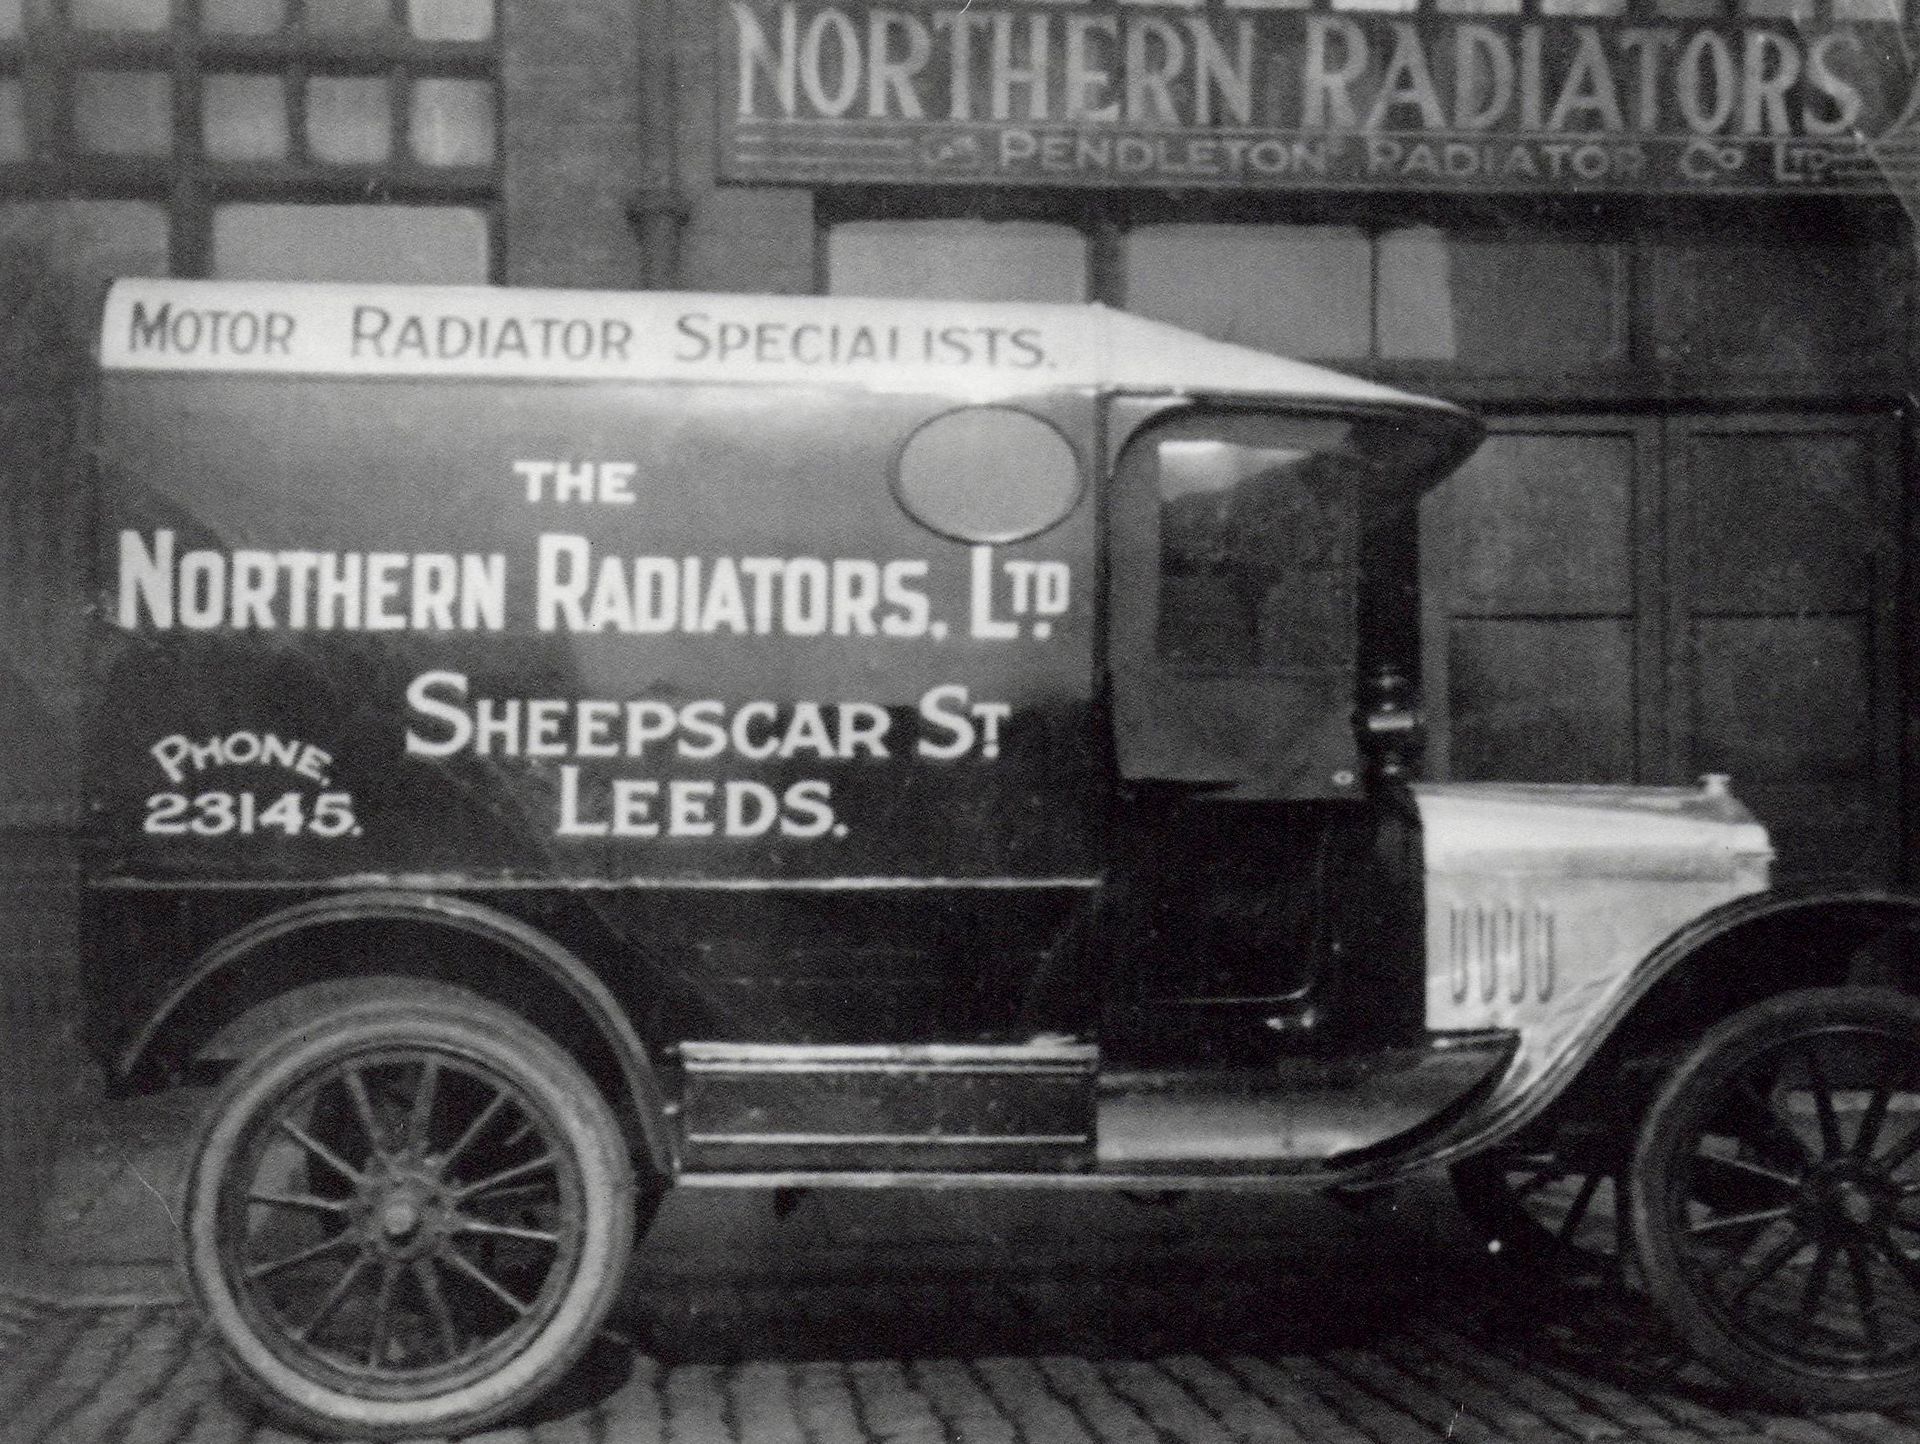 NORTHERN RADIATORS
PENDLETON RADIATOR CO LTD
MOTOR RADIATOR SPECIALISTS.
THE
NORTHERN RADIATORS, LTD
SHEEPSCAR ST
LEEDS.
PHONE,
23145.